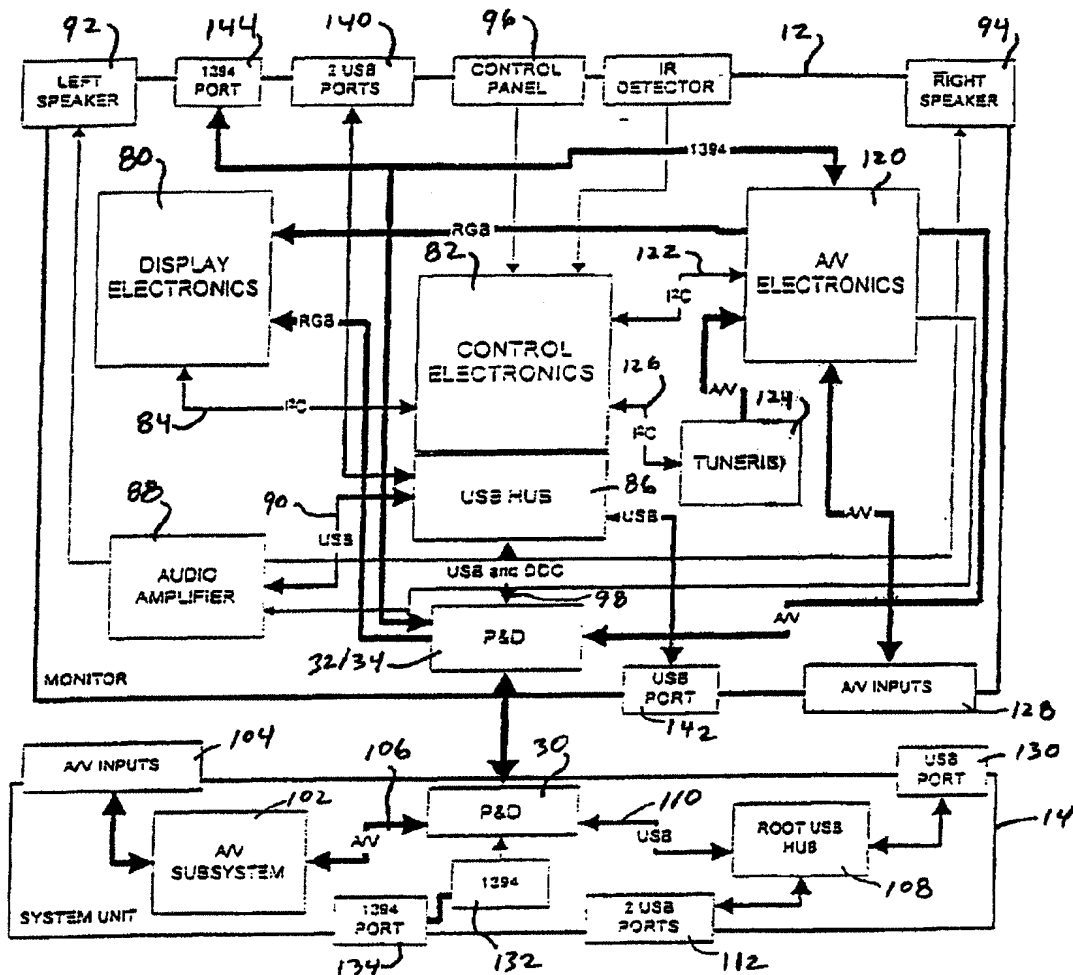 92
144
140
96
12
94
LEFT
SPEAKER
1394
PORT
2 USB
PORTS
CONTROL
PANEL
IR
DETECTOR
RIGHT
SPEAKER
1394
80
120
RGB
DISPLAY
ELECTRONICS
82
122
A/V
ELECTRONICS
I²C
RGB
CONTROL
ELECTRONICS
126
A/V
124
84
I²C
I²C
TUNER(S)
88
90
USB HUB
86
USB
USB
A/V
AUDIO
AMPLIFIER
USB and DDC
98
A/V
P&D
32/34
MONITOR
USB
PORT
142
A/V INPUTS
128
104
A/V INPUTS
106
30
USB
PORT
130
102
P&D
110
14
A/V
USB
ROOT USB
HUB
108
A/V
SUBSYSTEM
1394
SYSTEM UNIT
1394
PORT
134
132
2 USB
PORTS
112